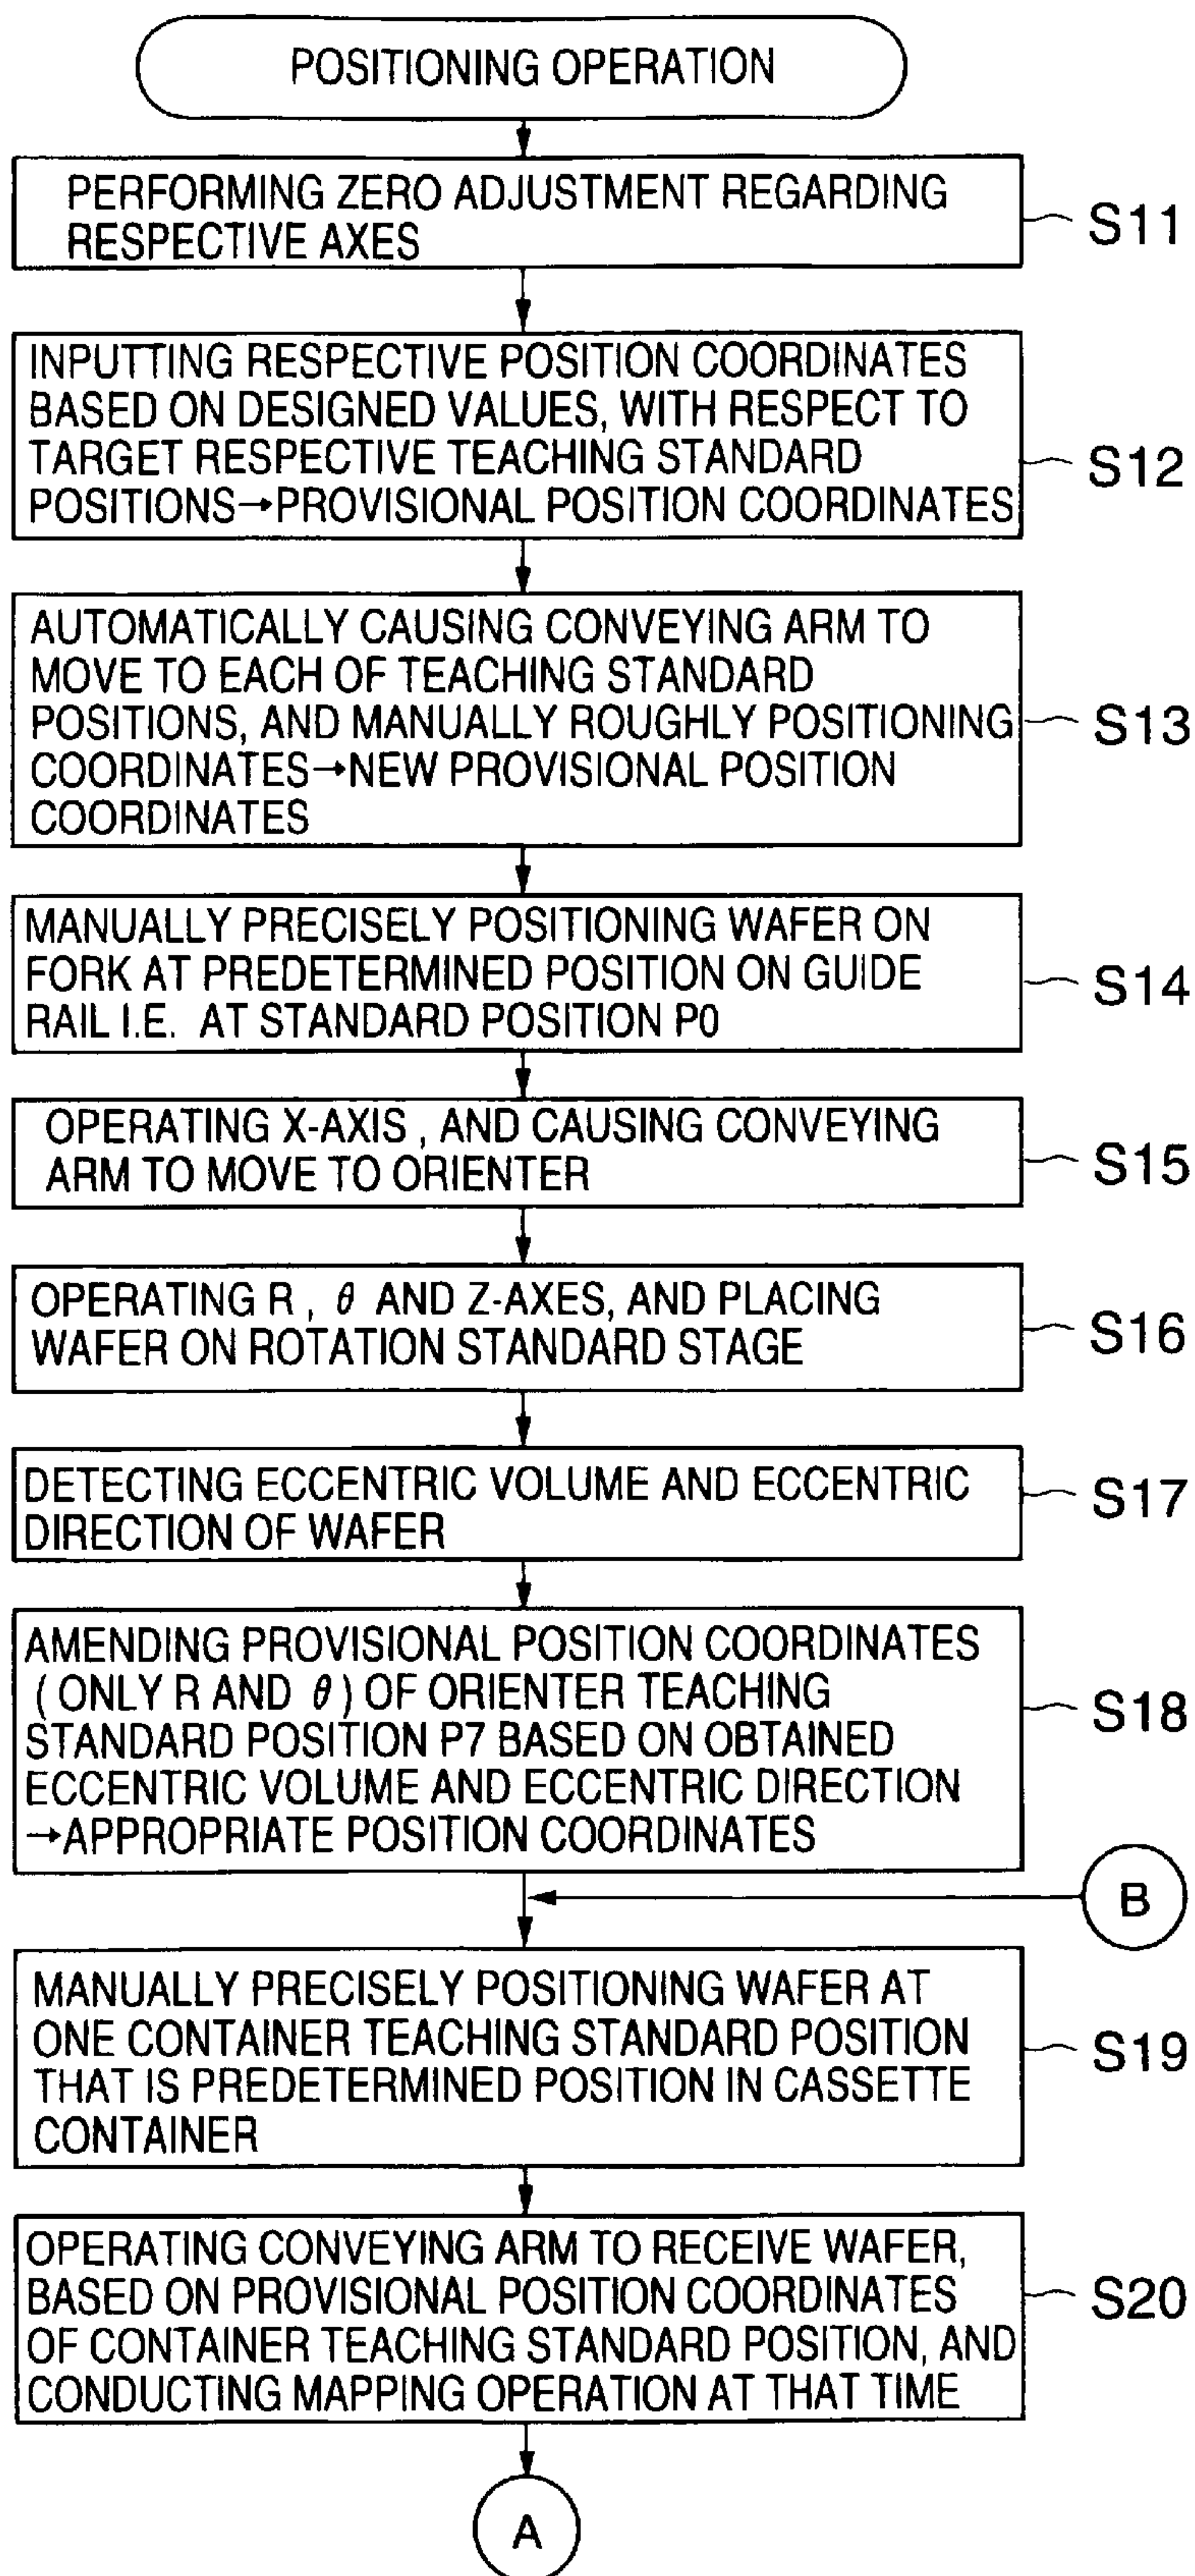 POSITIONING OPERATION
PERFORMING ZERO ADJUSTMENT REGARDING
RESPECTIVE AXES
S11
INPUTTING RESPECTIVE POSITION COORDINATES
BASED ON DESIGNED VALUES, WITH RESPECT TO
TARGET RESPECTIVE TEACHING STANDARD
POSITIONS→PROVISIONAL POSITION COORDINATES
S12
AUTOMATICALLY CAUSING CONVEYING ARM TO
MOVE TO EACH OF TEACHING STANDARD
POSITIONS, AND MANUALLY ROUGHLY POSITIONING
COORDINATES→NEW PROVISIONAL POSITION
COORDINATES
S13
MANUALLY PRECISELY POSITIONING WAFER ON
FORK AT PREDETERMINED POSITION ON GUIDE
RAIL I.E. AT STANDARD POSITION P0
S14
OPERATING X-AXIS , AND CAUSING CONVEYING
ARM TO MOVE TO ORIENTER
S15
OPERATING R , θ AND Z-AXES, AND PLACING
WAFER ON ROTATION STANDARD STAGE
S16
DETECTING ECCENTRIC VOLUME AND ECCENTRIC
DIRECTION OF WAFER
S17
AMENDING PROVISIONAL POSITION COORDINATES
( ONLY R AND θ ) OF ORIENTER TEACHING
STANDARD POSITION P7 BASED ON OBTAINED
ECCENTRIC VOLUME AND ECCENTRIC DIRECTION
→APPROPRIATE POSITION COORDINATES
S18
B
MANUALLY PRECISELY POSITIONING WAFER AT
ONE CONTAINER TEACHING STANDARD POSITION
THAT IS PREDETERMINED POSITION IN CASSETTE
CONTAINER
S19
OPERATING CONVEYING ARM TO RECEIVE WAFER,
BASED ON PROVISIONAL POSITION COORDINATES
OF CONTAINER TEACHING STANDARD POSITION, AND
CONDUCTING MAPPING OPERATION AT THAT TIME
S20
A